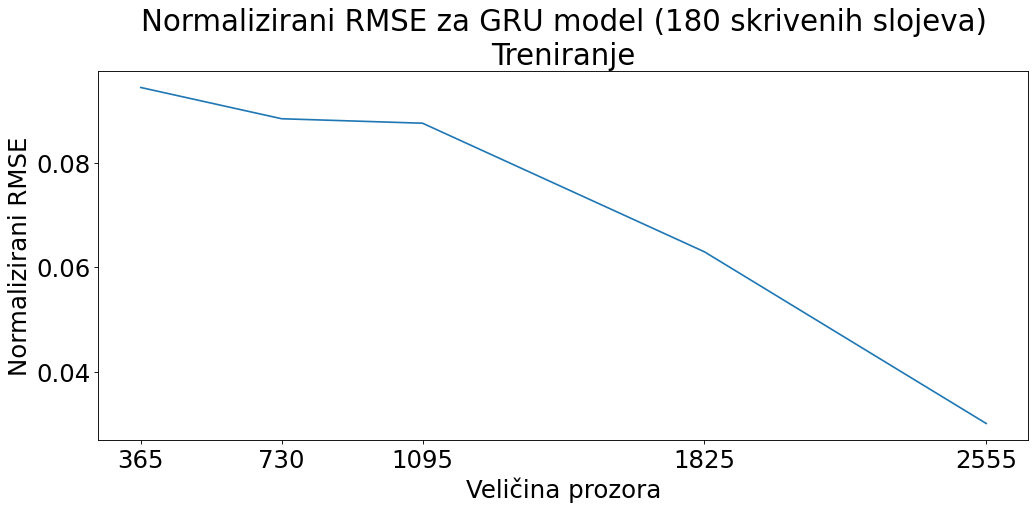 Normalizirani RMSE za GRU model (180 skrivenih slojeva)
Treniranje
Normalizirani RMSE
0.08
0.06
0.04
365 730 1095 1825 2555
Veličina prozora